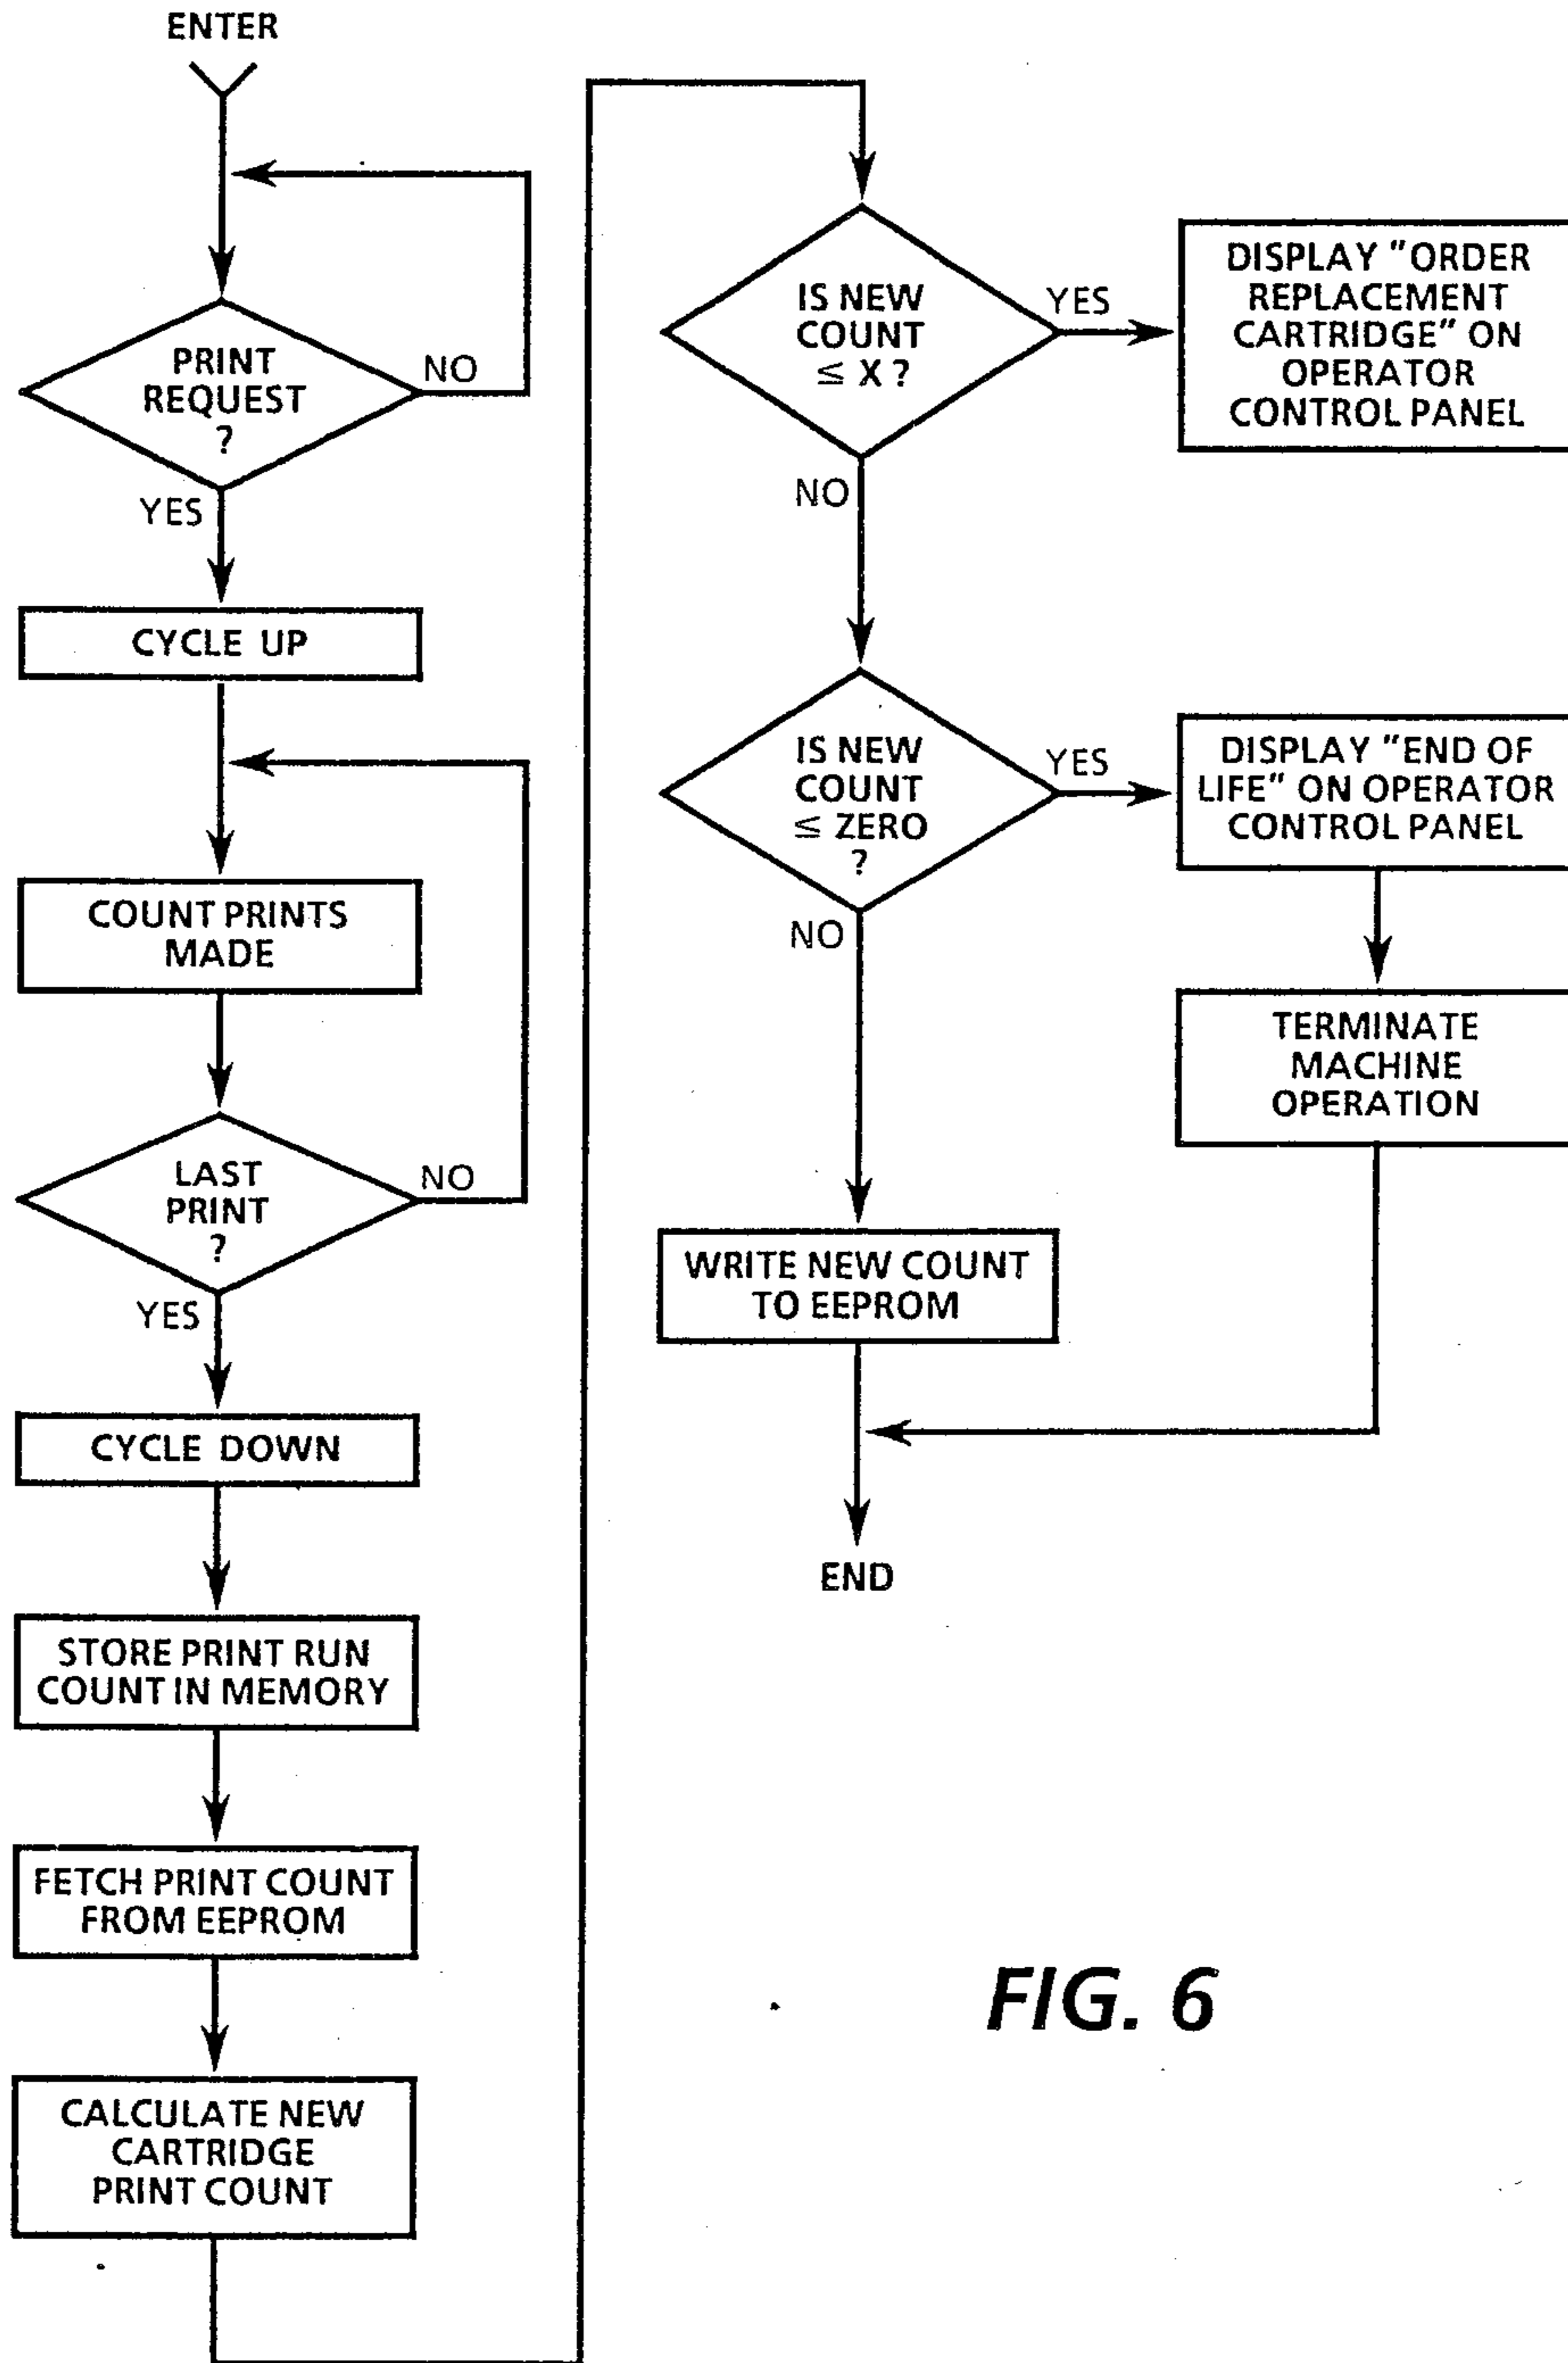 ENTER
PRINT
REQUEST
?
NO
YES
CYCLE UP
COUNT PRINTS
MADE
LAST
PRINT
?
NO
YES
CYCLE DOWN
STORE PRINT RUN
COUNT IN MEMORY
FETCH PRINT COUNT
FROM EEPROM
CALCULATE NEW
CARTRIDGE
PRINT COUNT
IS NEW
COUNT
≤ X ?
YES
DISPLAY "ORDER
REPLACEMENT
CARTRIDGE" ON
OPERATOR
CONTROL PANEL
NO
IS NEW
COUNT
≤ ZERO
?
YES
DISPLAY "END OF
LIFE" ON OPERATOR
CONTROL PANEL
TERMINATE
MACHINE
OPERATION
NO
WRITE NEW COUNT
TO EEPROM
END
FIG. 6